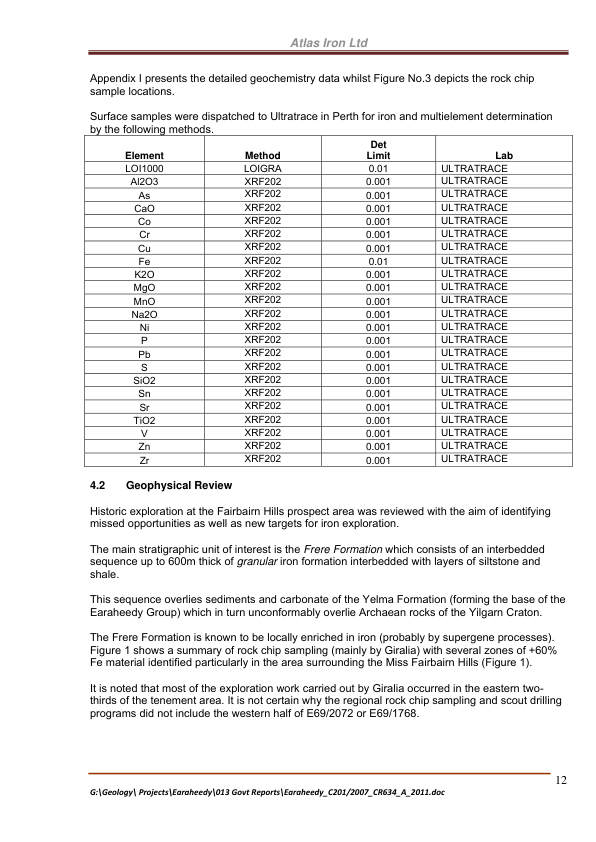 Atlas Iron Ltd
Appendix I presents the detailed geochemistry data whilst Figure No.3 depicts the rock chip
sample locations.
Surface samples were dispatched to Ultratrace in Perth for iron and multielement determination
by the following methods.
Element Method Det Limit Lab
LOI1000 LOIGRA 0.01 ULTRATRACE
Al2O3 XRF202 0.001 ULTRATRACE
As XRF202 0.001 ULTRATRACE
CaO XRF202 0.001 ULTRATRACE
Co XRF202 0.001 ULTRATRACE
Cr XRF202 0.001 ULTRATRACE
Cu XRF202 0.001 ULTRATRACE
Fe XRF202 0.01 ULTRATRACE
K2O XRF202 0.001 ULTRATRACE
MgO XRF202 0.001 ULTRATRACE
MnO XRF202 0.001 ULTRATRACE
Na2O XRF202 0.001 ULTRATRACE
Ni XRF202 0.001 ULTRATRACE
P XRF202 0.001 ULTRATRACE
Pb XRF202 0.001 ULTRATRACE
S XRF202 0.001 ULTRATRACE
SiO2 XRF202 0.001 ULTRATRACE
Sn XRF202 0.001 ULTRATRACE
Sr XRF202 0.001 ULTRATRACE
TiO2 XRF202 0.001 ULTRATRACE
V XRF202 0.001 ULTRATRACE
Zn XRF202 0.001 ULTRATRACE
Zr XRF202 0.001 ULTRATRACE
4.2 Geophysical Review
Historic exploration at the Fairbairn Hills prospect area was reviewed with the aim of identifying
missed opportunities as well as new targets for iron exploration.
The main stratigraphic unit of interest is the Frere Formation which consists of an interbedded
sequence up to 600m thick of granular iron formation interbedded with layers of siltstone and
shale.
This sequence overlies sediments and carbonate of the Yelma Formation (forming the base of the
Earaheedy Group) which in turn unconformably overlie Archaean rocks of the Yilgarn Craton.
The Frere Formation is known to be locally enriched in iron (probably by supergene processes).
Figure 1 shows a summary of rock chip sampling (mainly by Giralia) with several zones of +60%
Fe material identified particularly in the area surrounding the Miss Fairbairn Hills (Figure 1).
It is noted that most of the exploration work carried out by Giralia occurred in the eastern two-
thirds of the tenement area. It is not certain why the regional rock chip sampling and scout drilling
programs did not include the western half of E69/2072 or E69/1768.
12
G:\Geology\ Projects\Earaheedy\013 Govt Reports\Earaheedy_C201/2007_CR634_A_2011.doc